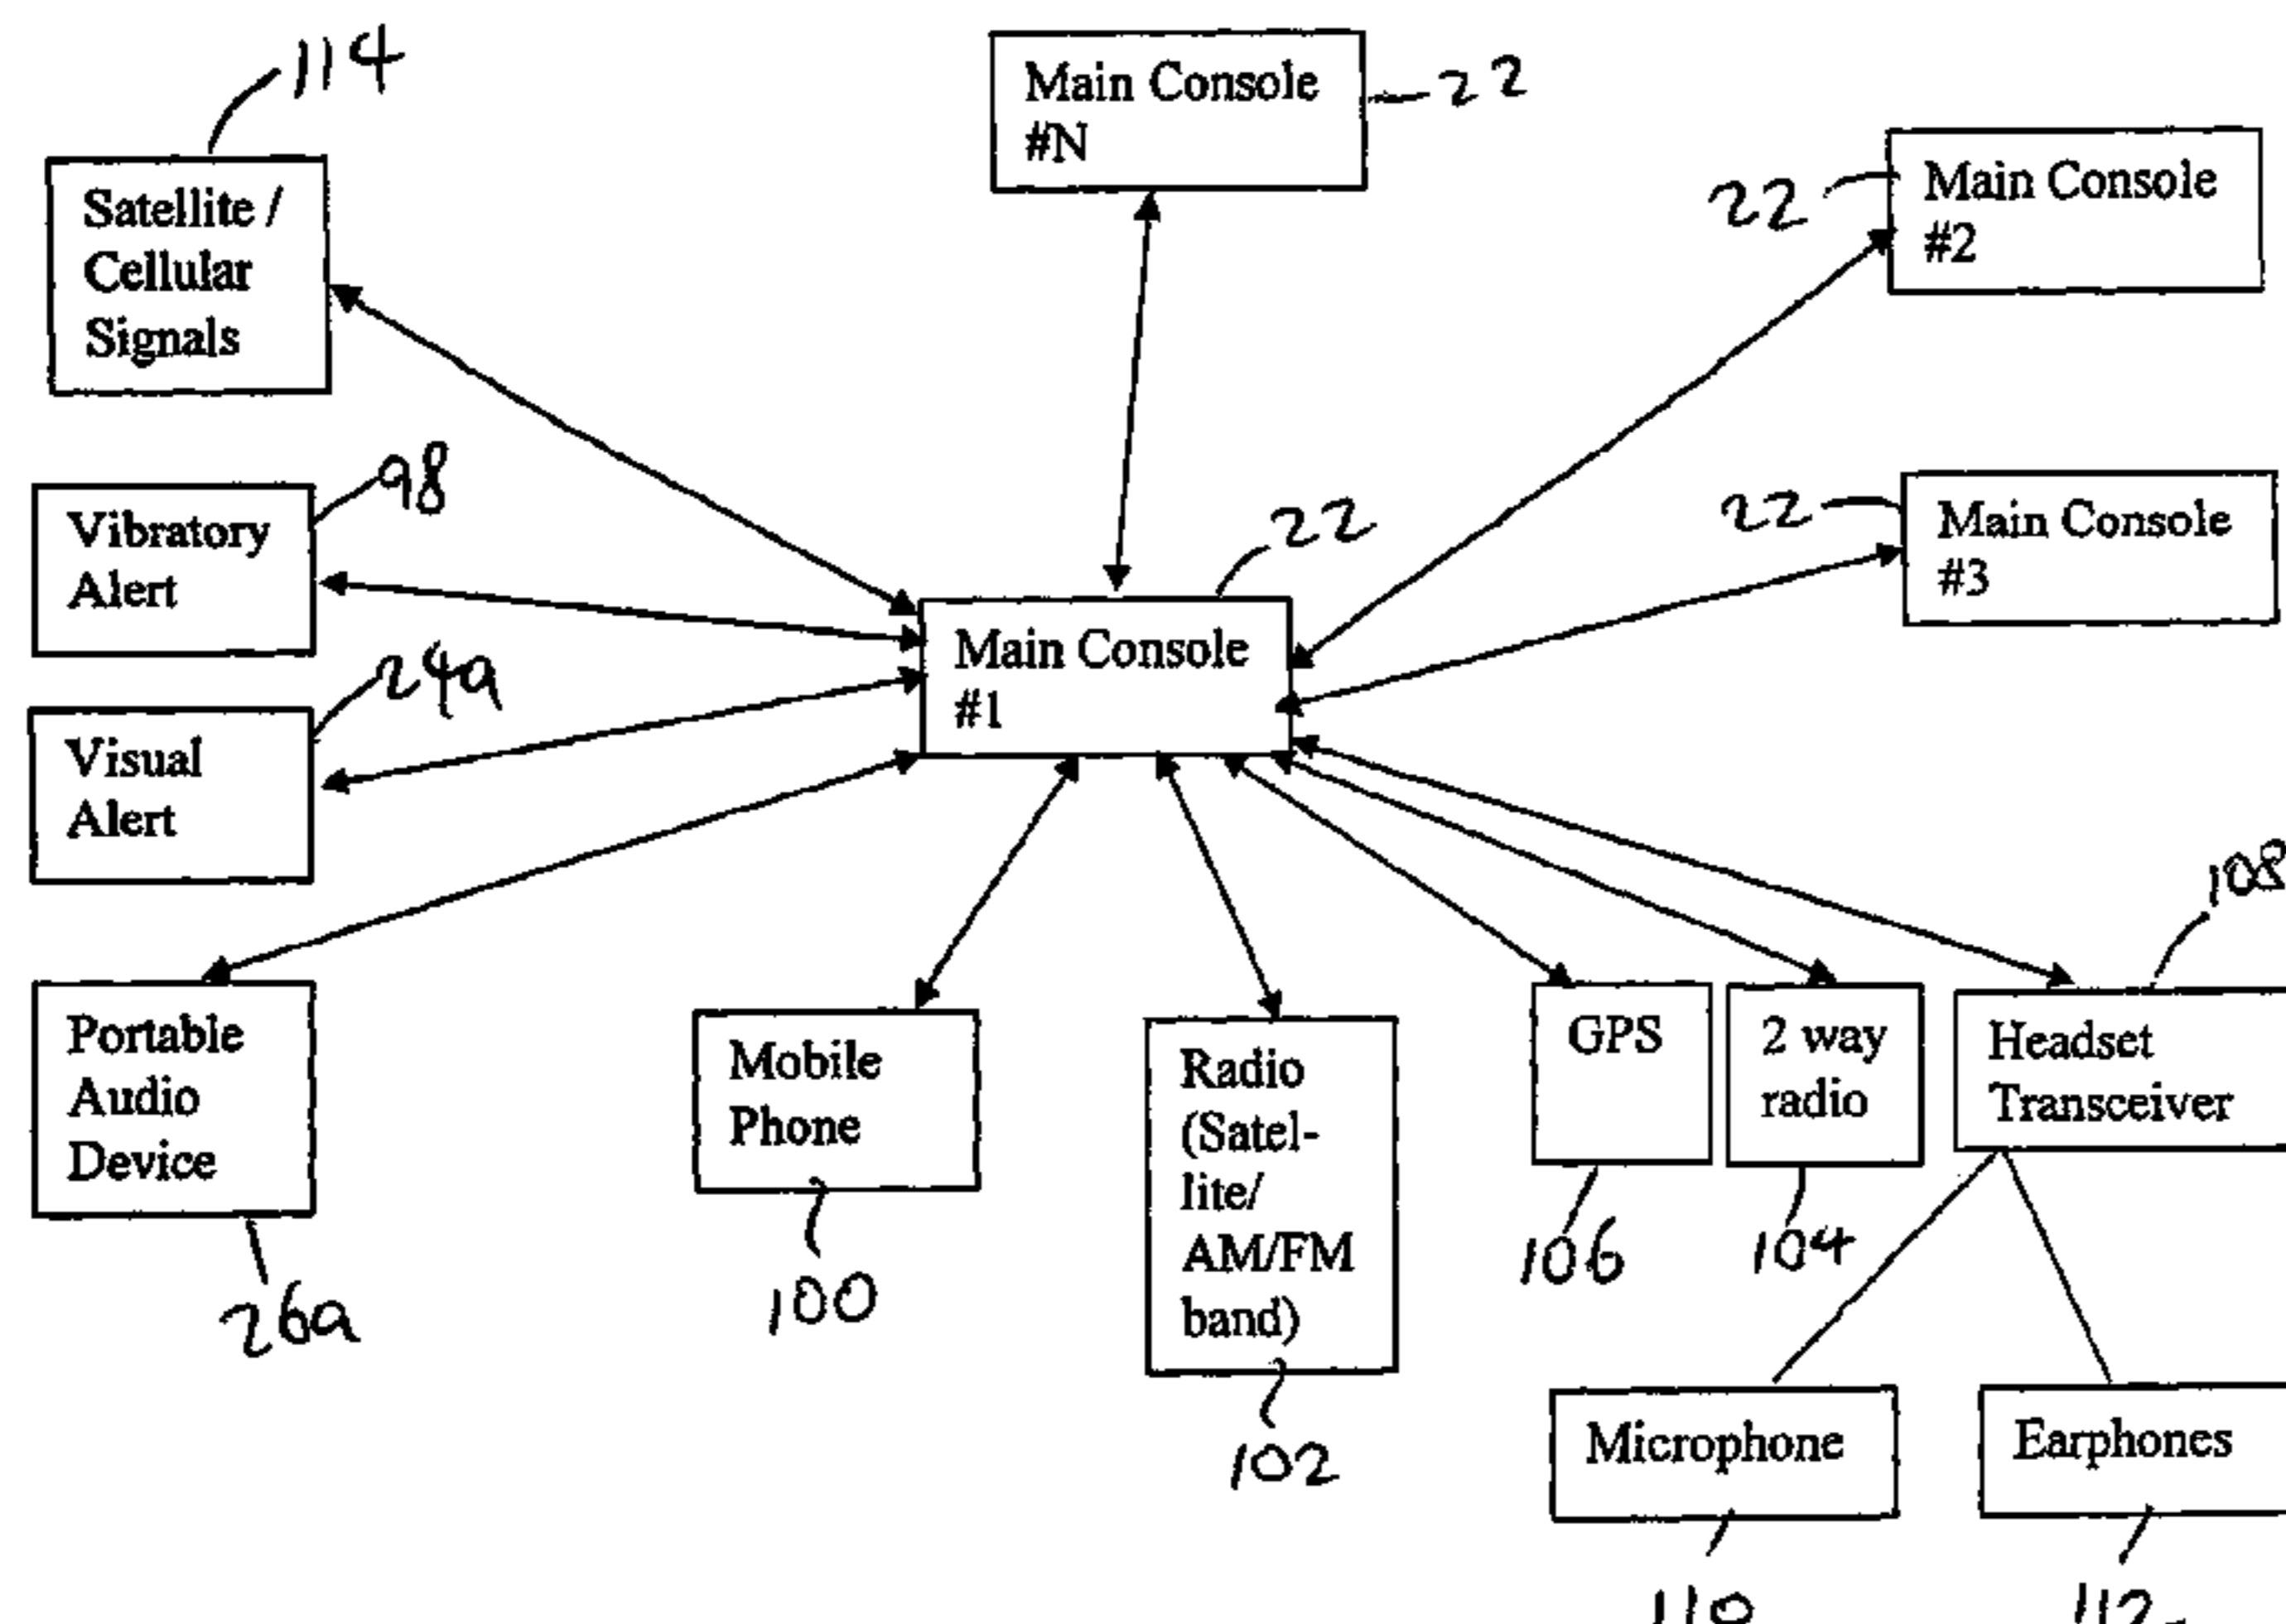 114
Satellite /
Cellular
Signals
Main Console
#N
22
22
Main Console
#2
98
Vibratory
Alert
22
Main Console
#3
22
Main Console
#1
24a
Visual
Alert
108
Portable
Audio
Device
26a
Mobile
Phone
100
Radio
(Satel-
lite/
AM/FM
band)
102
GPS
106
2 way
radio
104
Headset
Transceiver
Microphone
110
Earphones
112